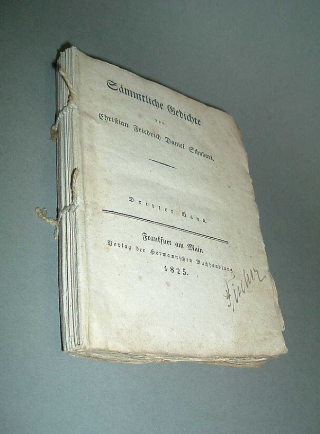 Sämmtliche Gedichte
von
Christian Friedrich Daniel Schubart.
Dritter Band.
Frankfurt am Main.
Verlag der Hermannschen Buchhandlung
1825.